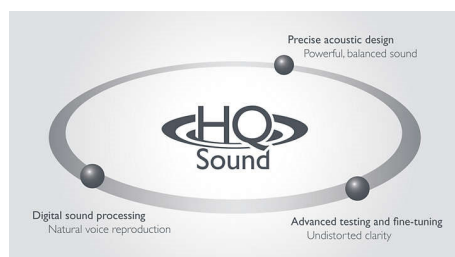 Precise acoustic design
Powerful, balanced sound
HQ
Sound
Digital sound processing
Natural voice reproduction
Advanced testing and fine-tuning
Undistorted clarity